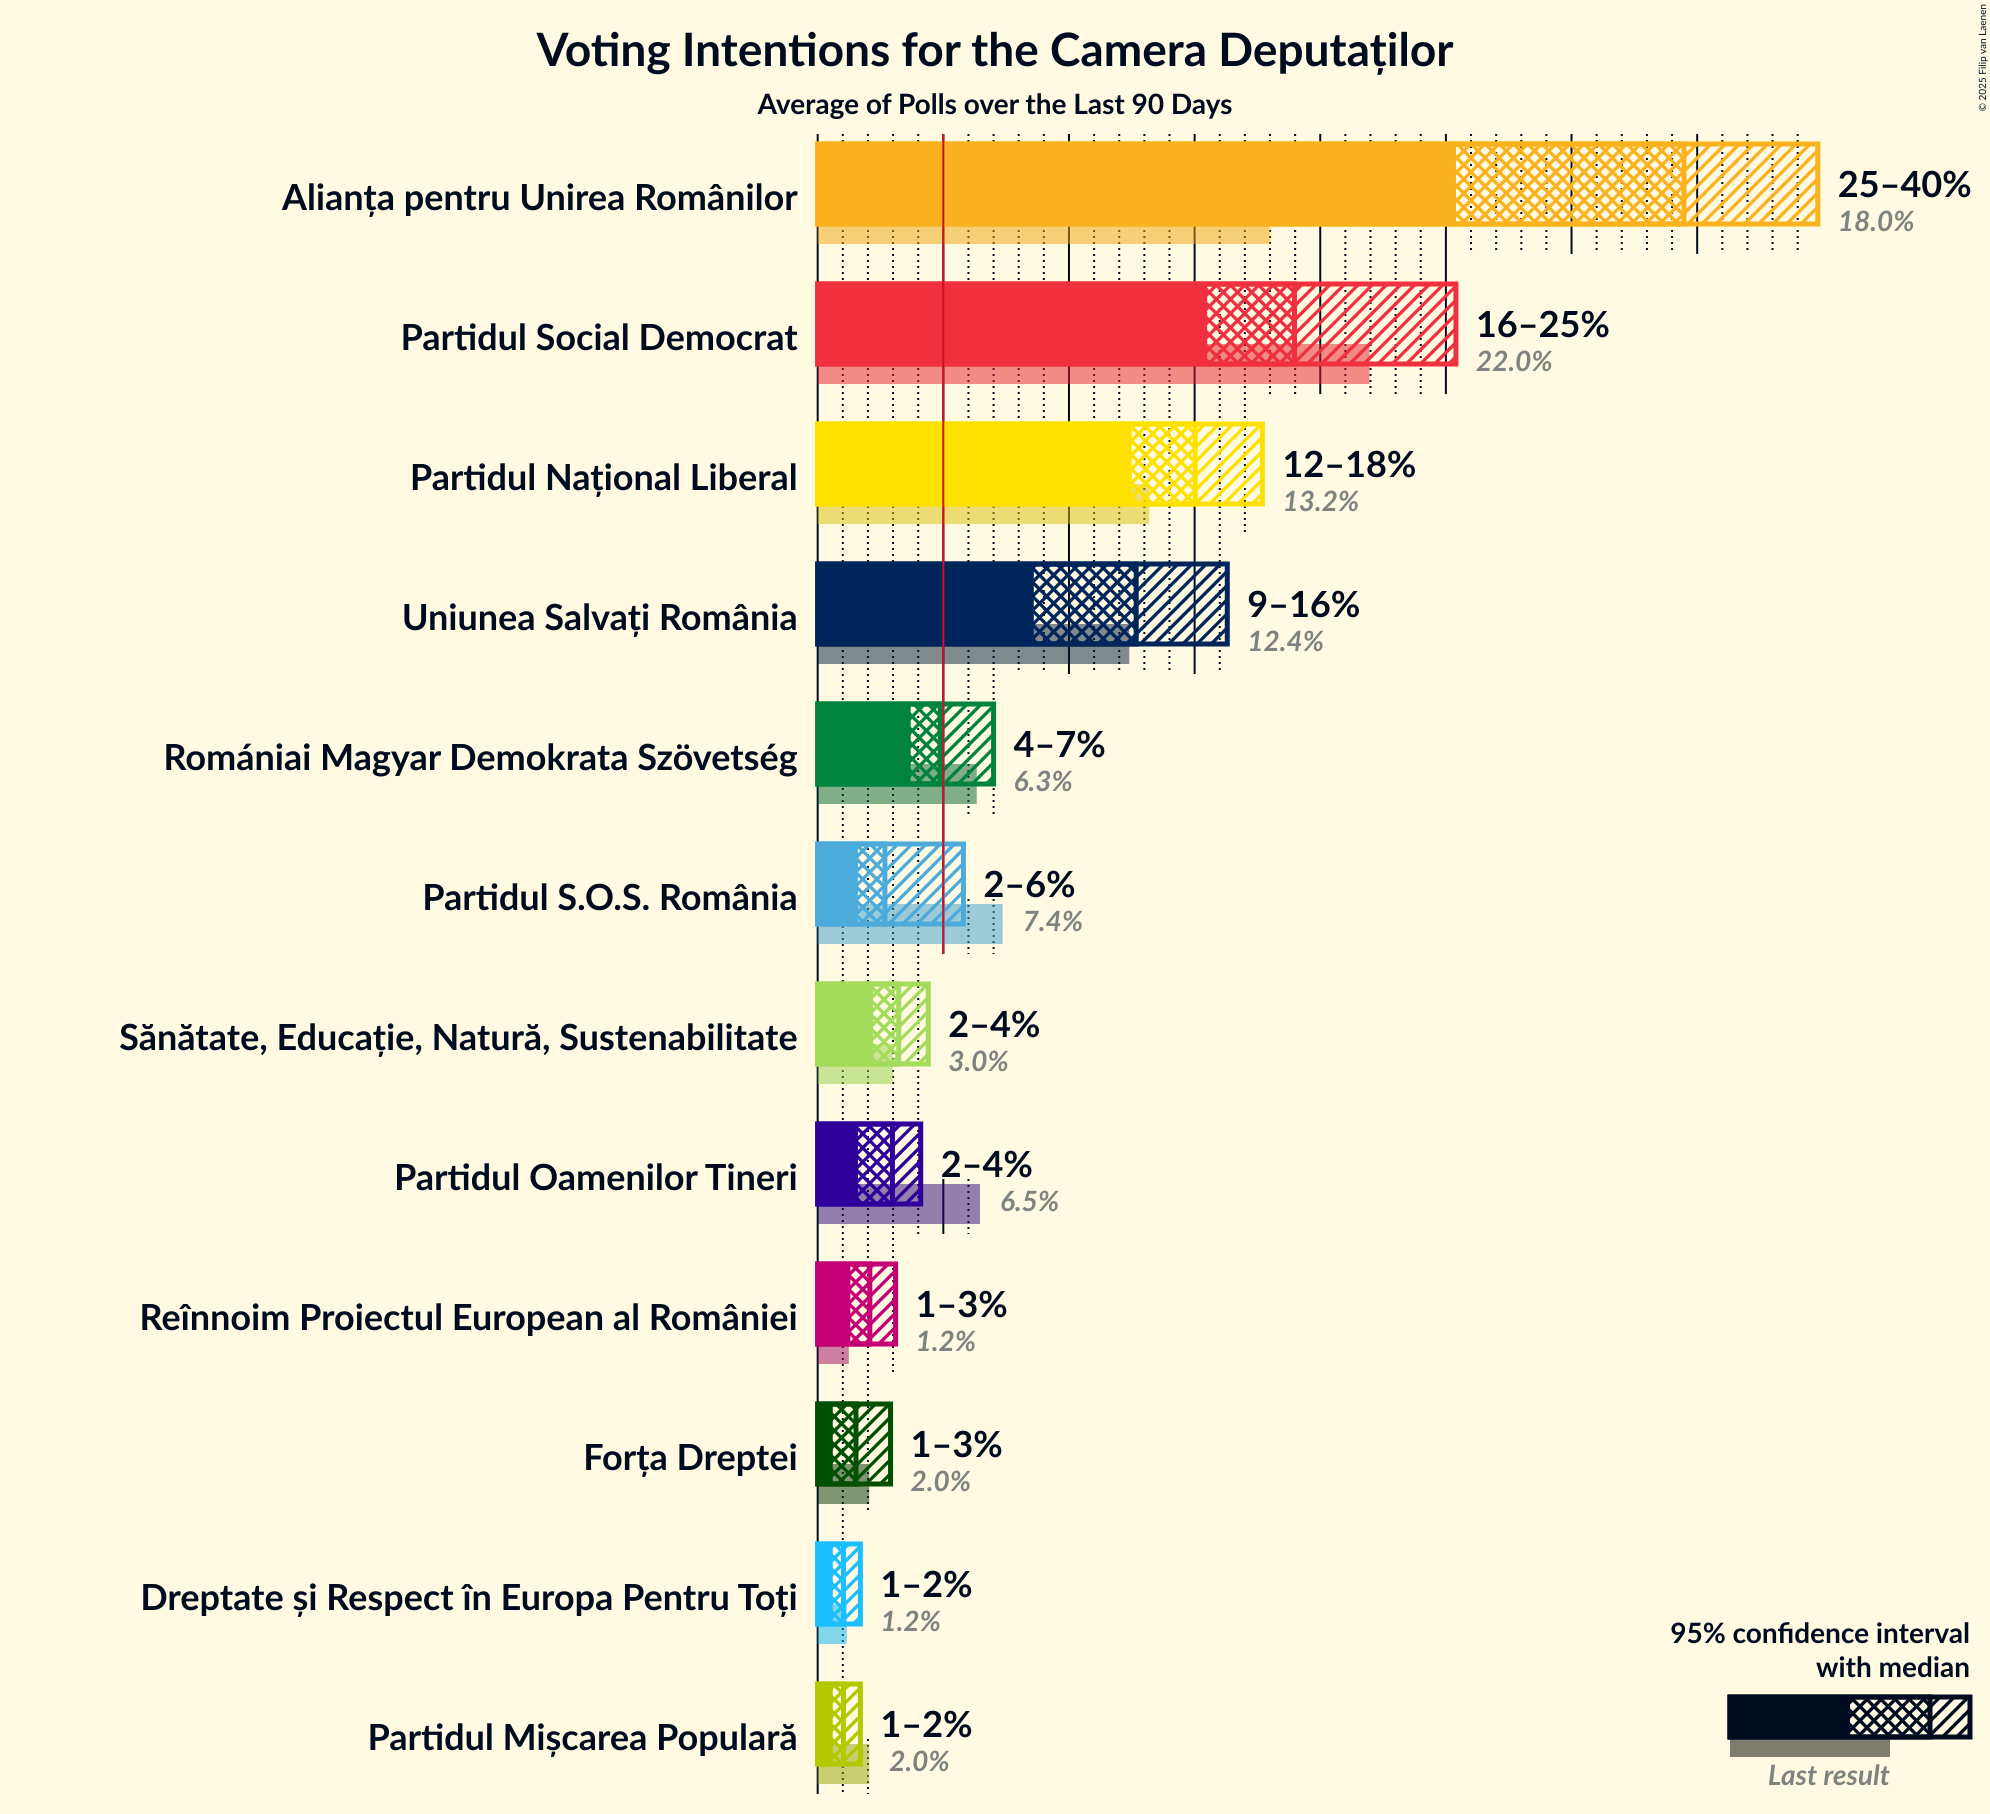 © 2025 Filip van Laenen
Voting Intentions for the Camera Deputaților
Average of Polls over the Last 90 Days
Alianța pentru Unirea Românilor
25–40%
18.0%
Partidul Social Democrat
16–25%
22.0%
Partidul Național Liberal
12–18%
13.2%
Uniunea Salvați România
9–16%
12.4%
Romániai Magyar Demokrata Szövetség
4–7%
6.3%
Partidul S.O.S. România
2–6%
7.4%
Sănătate, Educație, Natură, Sustenabilitate
2–4%
3.0%
Partidul Oamenilor Tineri
2–4%
6.5%
Reînnoim Proiectul European al României
1–3%
1.2%
Forța Dreptei
1–3%
2.0%
Dreptate și Respect în Europa Pentru Toți
1–2%
1.2%
Partidul Mișcarea Populară
1–2%
2.0%
95% confidence interval
with median
Last result